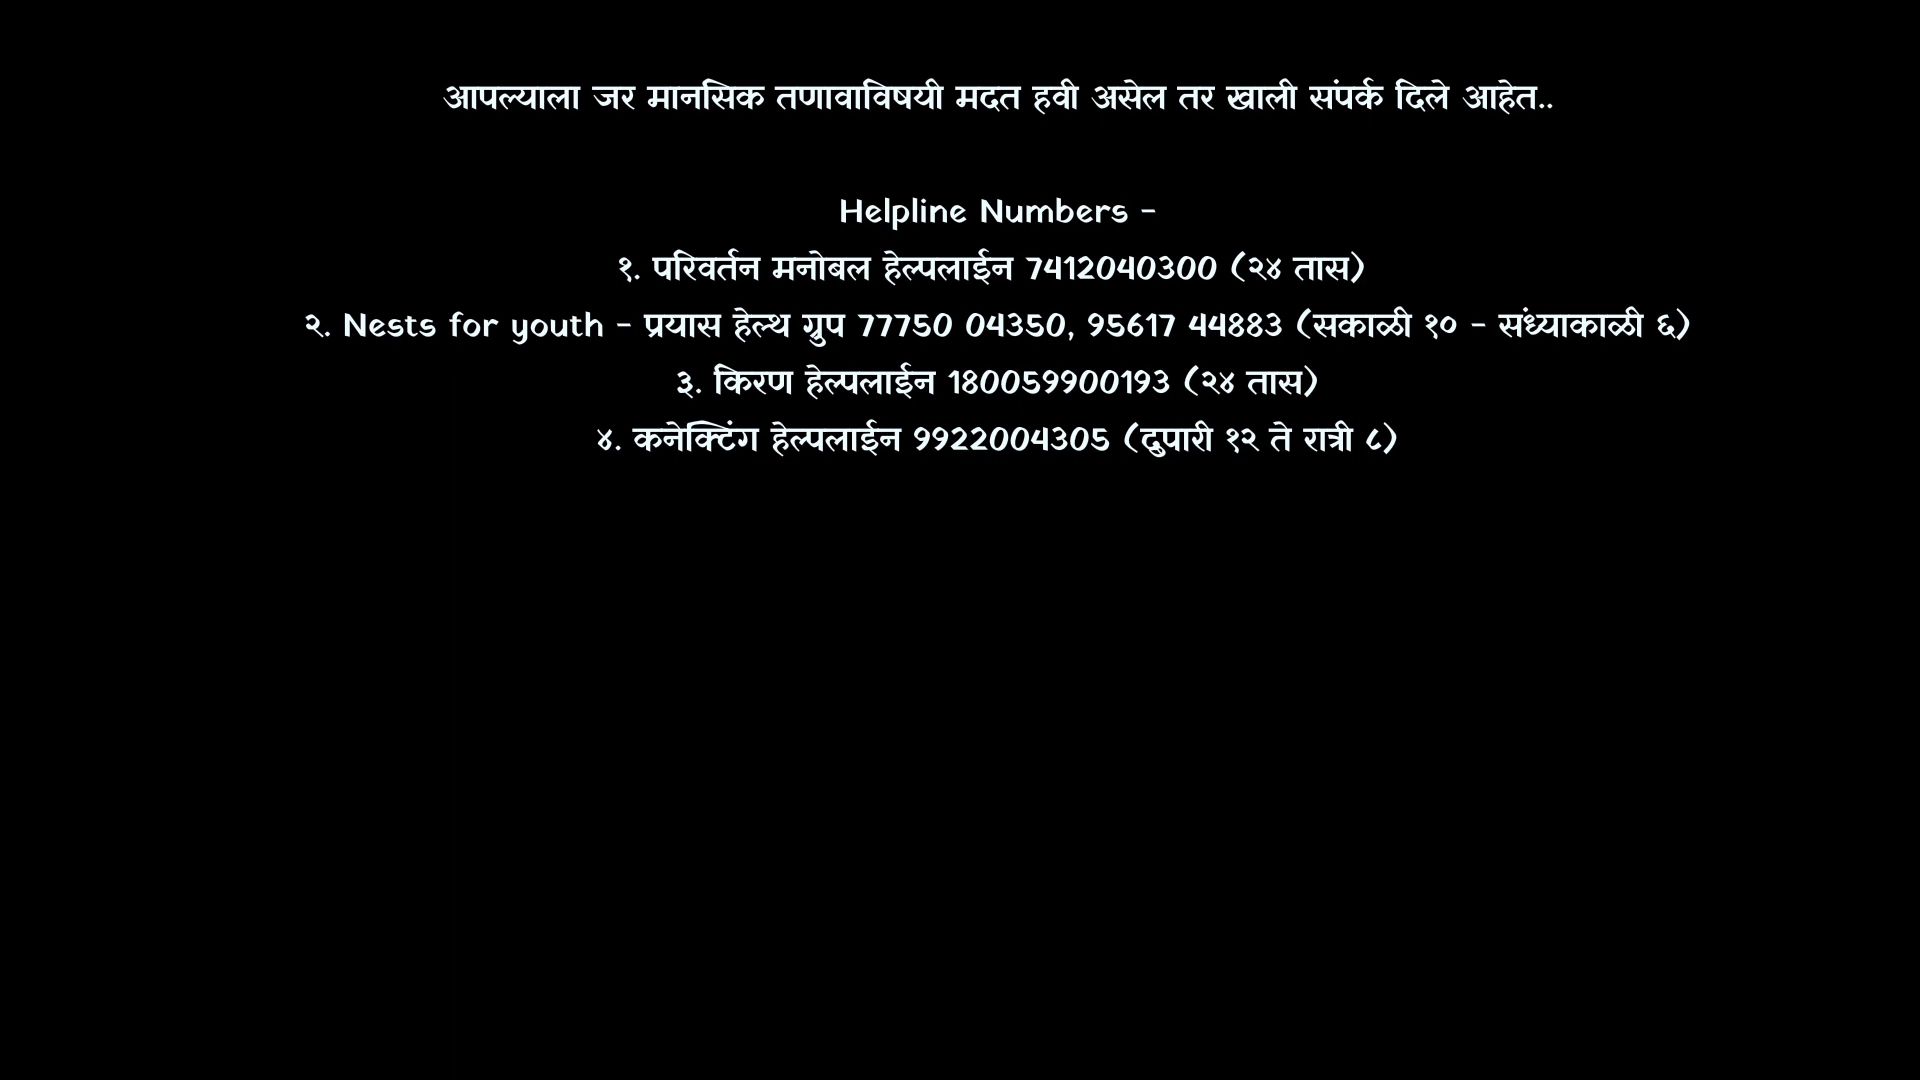 आपल्याला जर मानसिक तणावाविषयी मदत हवी असेल तर खाली संपर्क दिले आहेत..
Helpline Numbers -
१. परिवर्तन मनोबल हेल्पलाईन 7412040300 (२४ तास)
२. Nests for youth - प्रयास हेल्थ ग्रुप 77750 04350, 95617 44883 (सकाळी १० - संध्याकाळी ६)
३. किरण हेल्पलाईन 180059900193 (२४ तास)
४. कनेक्टिंग हेल्पलाईन 9922004305 (दुपारी १२ ते रात्री ८)